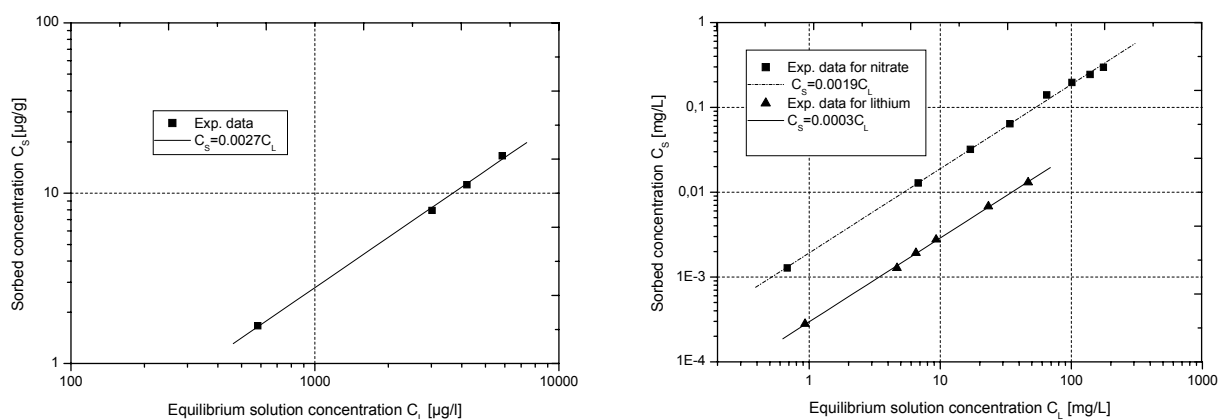 100
10
1
Sorbed concentration C_S [µg/g]
Exp. data
C_S=0.0027C_L
100
1000
10000
Equilibrium solution concentration C_L [µg/l]
1
0,1
0,01
1E-3
1E-4
Sorbed concentration C_S [mg/L]
Exp. data for nitrate
C_S=0.0019C_L
Exp. data for lithium
C_S=0.0003C_L
1
10
100
1000
Equilibrium solution concentration C_L [mg/L]